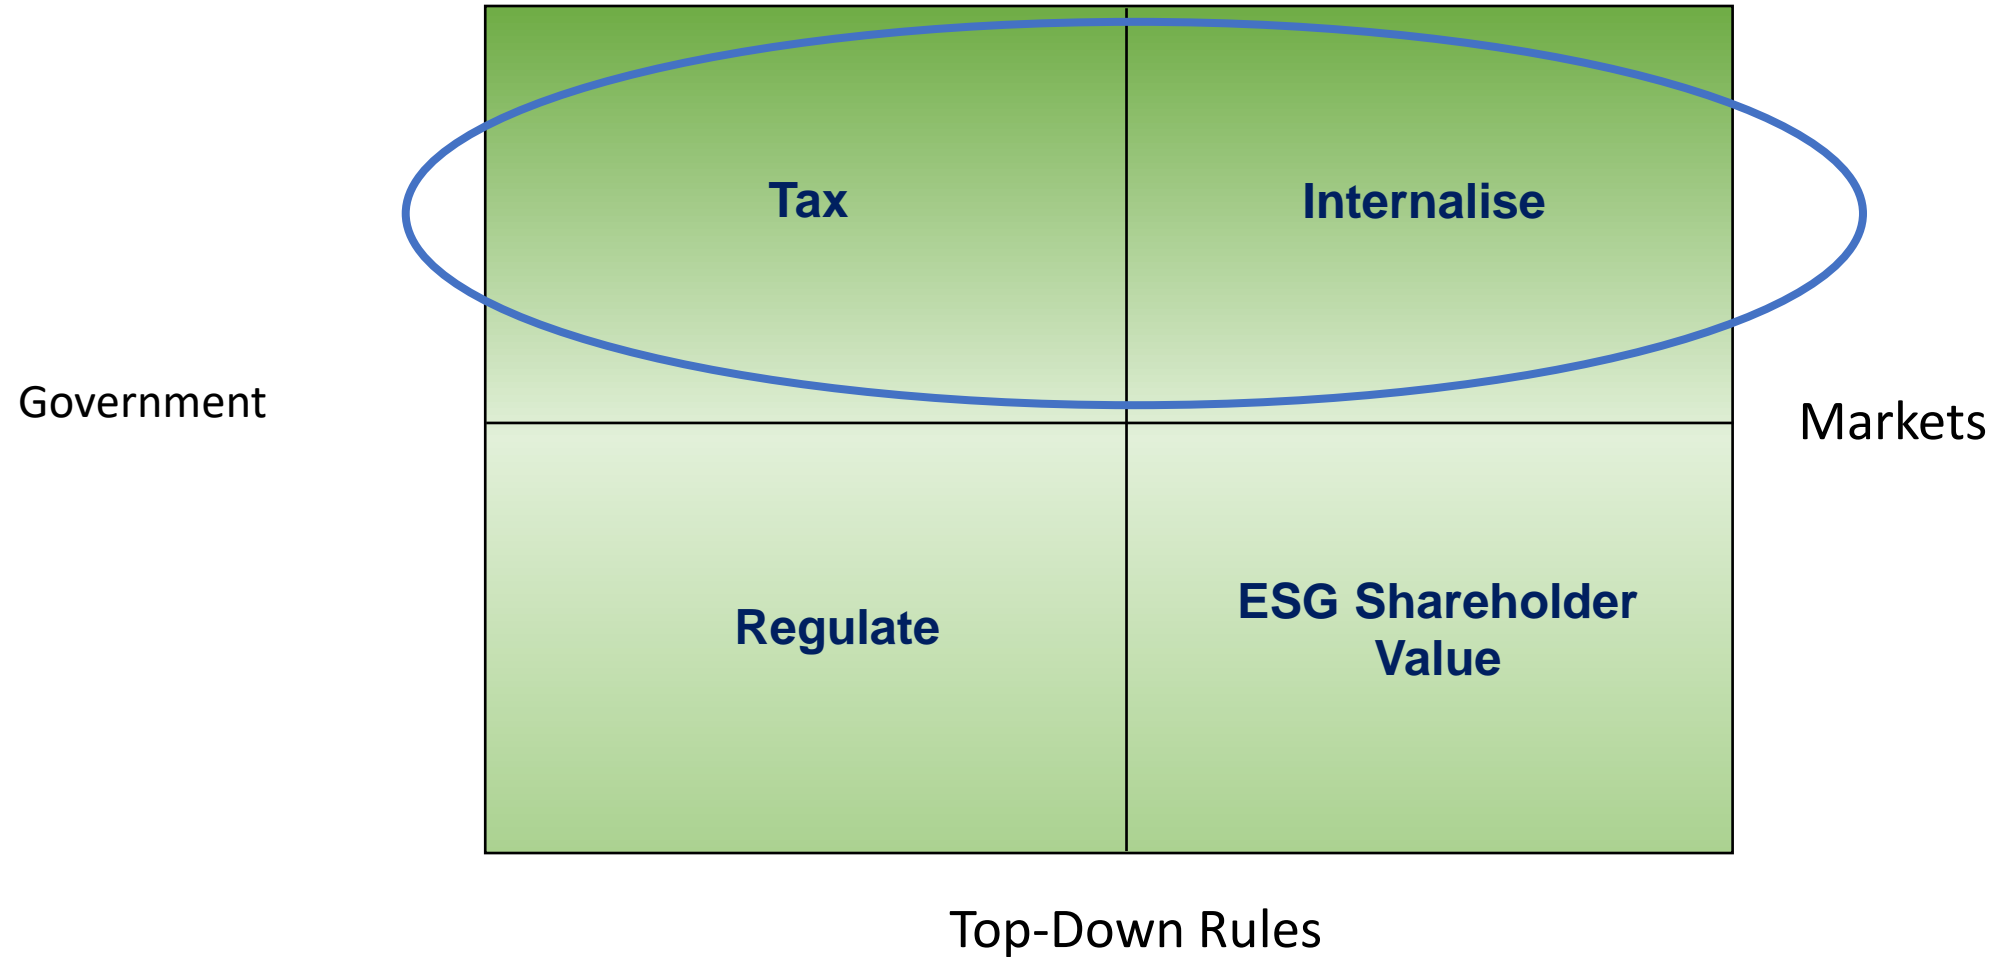 Tax
Internalise
Government
Markets
Regulate
ESG Shareholder
Value
Top-Down Rules